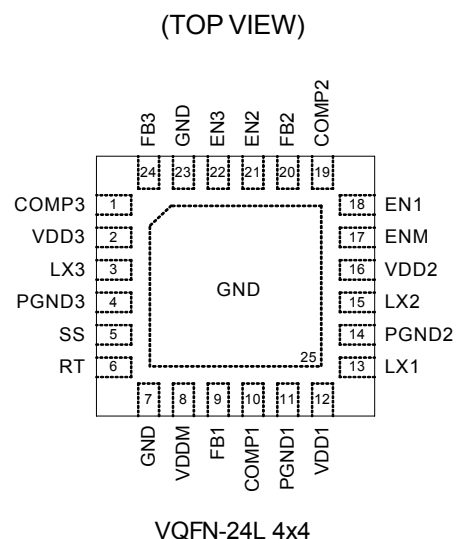 (TOP VIEW)
FB3
GND
EN3
EN2
FB2
COMP2
24
23
22
21
20
19
COMP3 1
VDD3 2
LX3 3
PGND3 4
SS 5
RT 6
18 EN1
17 ENM
16 VDD2
15 LX2
14 PGND2
13 LX1
GND
25
7
8
9
10
11
12
GND
VDDM
FB1
COMP1
PGND1
VDD1
VQFN-24L 4x4